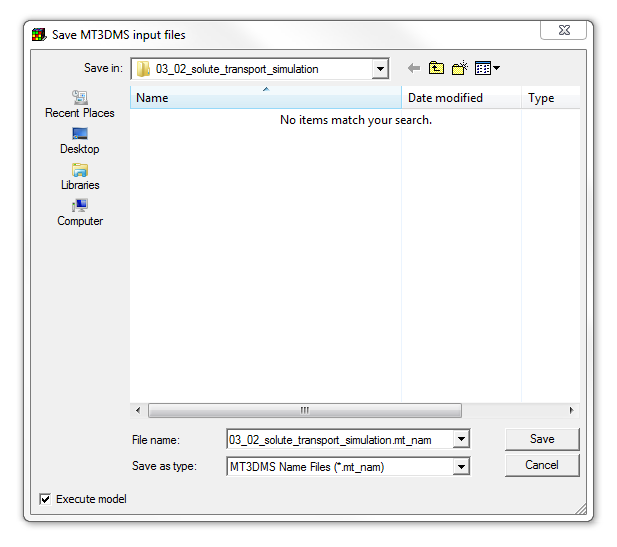 Save MT3DMS input files
Save in: 03_02_solute_transport_simulation
Name Date modified Type
No items match your search.
Recent Places
Desktop
Libraries
Computer
File name: 03_02_solute_transport_simulation.mt_nam Save
Save as type: MT3DMS Name Files (*.mt_nam) Cancel
Execute model